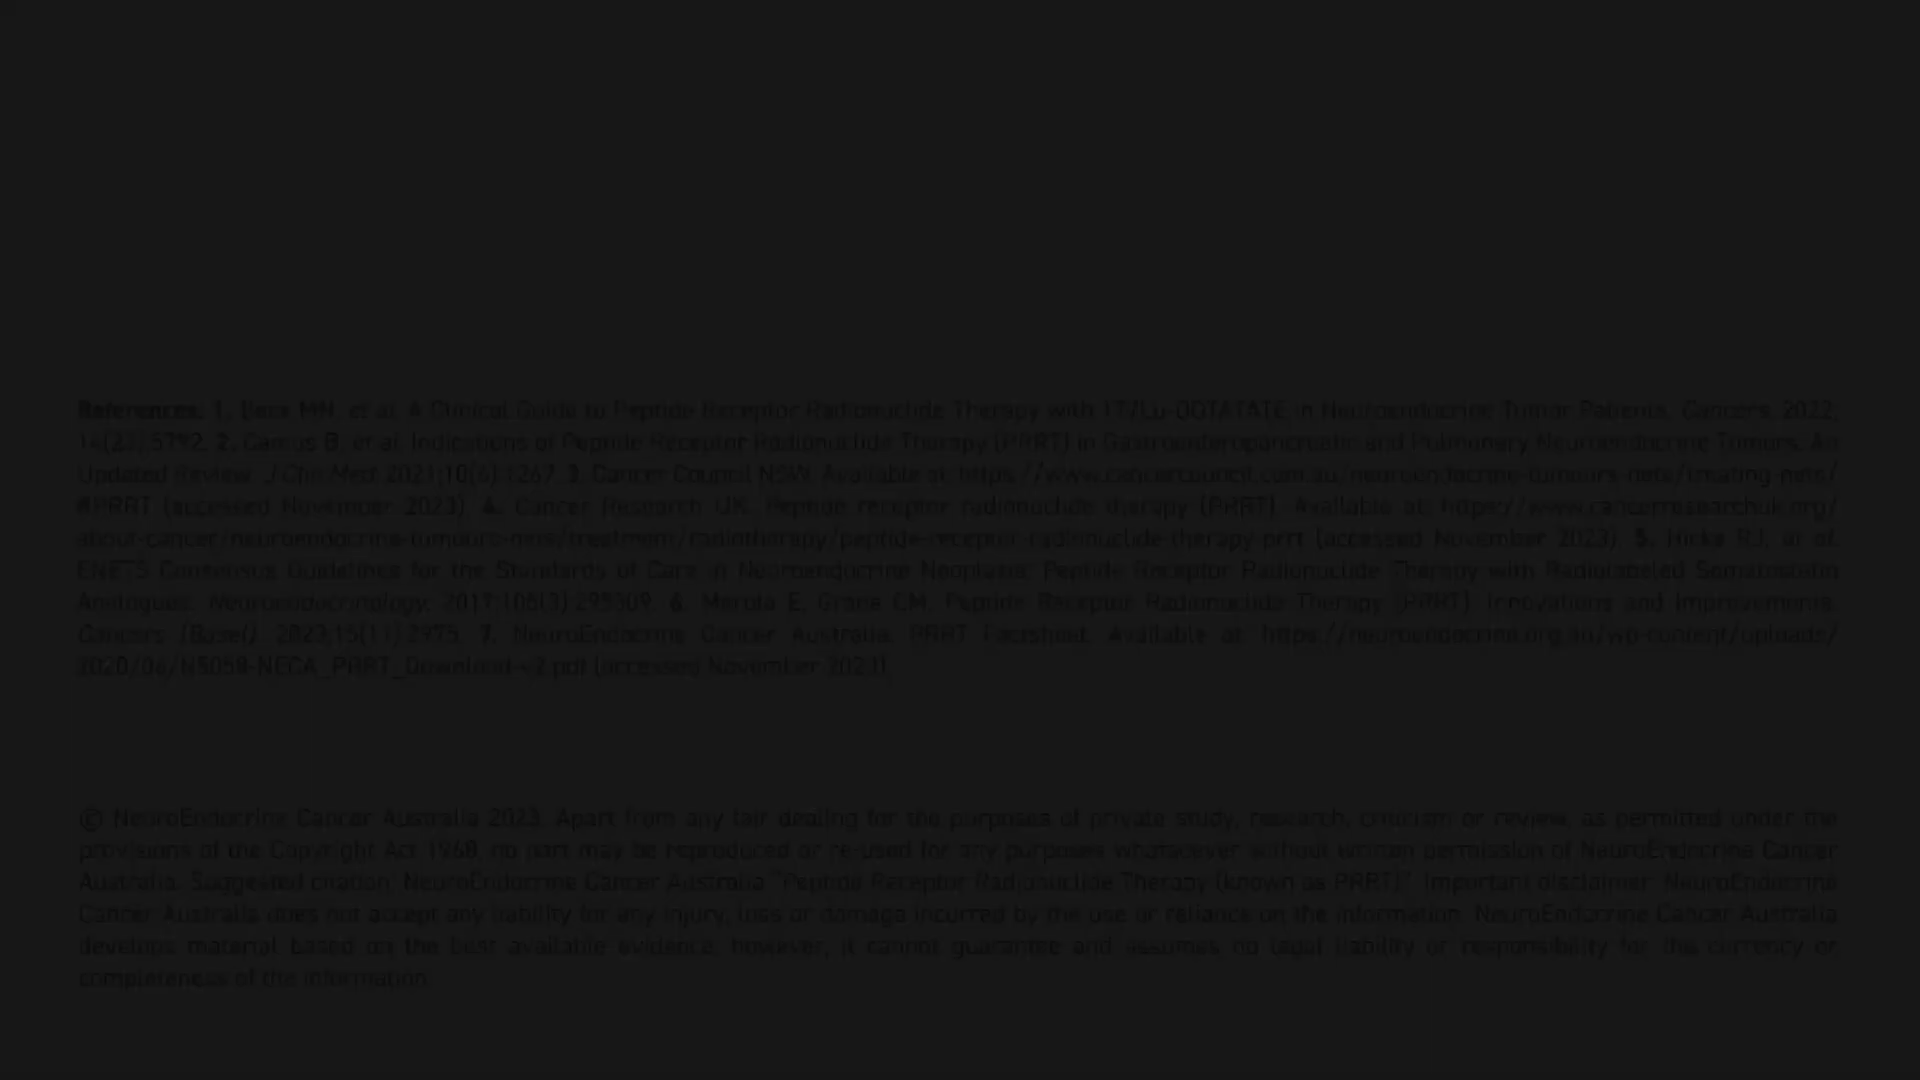 References: 1. MN, et al. A Clinical Guide to Peptide Receptor Radionuclide Therapy with 177Lu-DOTATATE in Neuroendocrine Tumor Patients. Cancers. 2022;
14(23):5792. 2. Camus B, et al. Indications of Peptide Receptor Radionuclide Therapy (PRRT) in Gastroenteropancreatic and Pulmonary Neuroendocrine Tumors: An
Updated Review. J Clin Med. 2021;10(6):1267. 3. Cancer Council NSW. Available at: https://www.cancercouncil.com.au/neuroendocrine-tumours-nets/treating-nets/
#PRRT (accessed November 2023). 4. Cancer Research UK. Peptide receptor radionuclide therapy (PRRT). Available at: https://www.cancerresearchuk.org/
about-cancer/neuroendocrine-tumours-nets/treatment/radiotherapy/peptide-receptor-radionuclide-therapy-prrt (accessed November 2023). 5. Hicks RJ, et al.
ENETS Consensus Guidelines for the Standards of Care in Neuroendocrine Neoplasia: Peptide Receptor Radionuclide Therapy with Radiolabeled Somatostatin
Analogues. Neuroendocrinology. 2017;105(3):295309. 6. Merola E, Grana CM. Peptide Receptor Radionuclide Therapy (PRRT): Innovations and Improvements.
Cancers (Basel). 2023;15(11):2975. 7. NeuroEndocrine Cancer Australia. PRRT Factsheet. Available at: https://neuroendocrine.org.au/wp-content/uploads/
(accessed November 2023).
© NeuroEndocrine Cancer Australia 2023. Apart from any fair dealing for the purposes of private study, research, criticism or review, as permitted under the
provisions of the Copyright Act 1968, no part may be reproduced or re-used for any purposes whatsoever without written permission of NeuroEndocrine Cancer
Australia. Suggested citation: NeuroEndocrine Cancer Australia "Peptide Receptor Radionuclide Therapy (known as PRRT)". Important disclaimer: NeuroEndocrine
Cancer Australia does not accept any liability for any injury, loss or damage incurred by the use or reliance on the information. NeuroEndocrine Cancer Australia
develops material based on the best available evidence; however, it cannot guarantee and assumes no legal liability or responsibility for the currency or
completeness of the information.